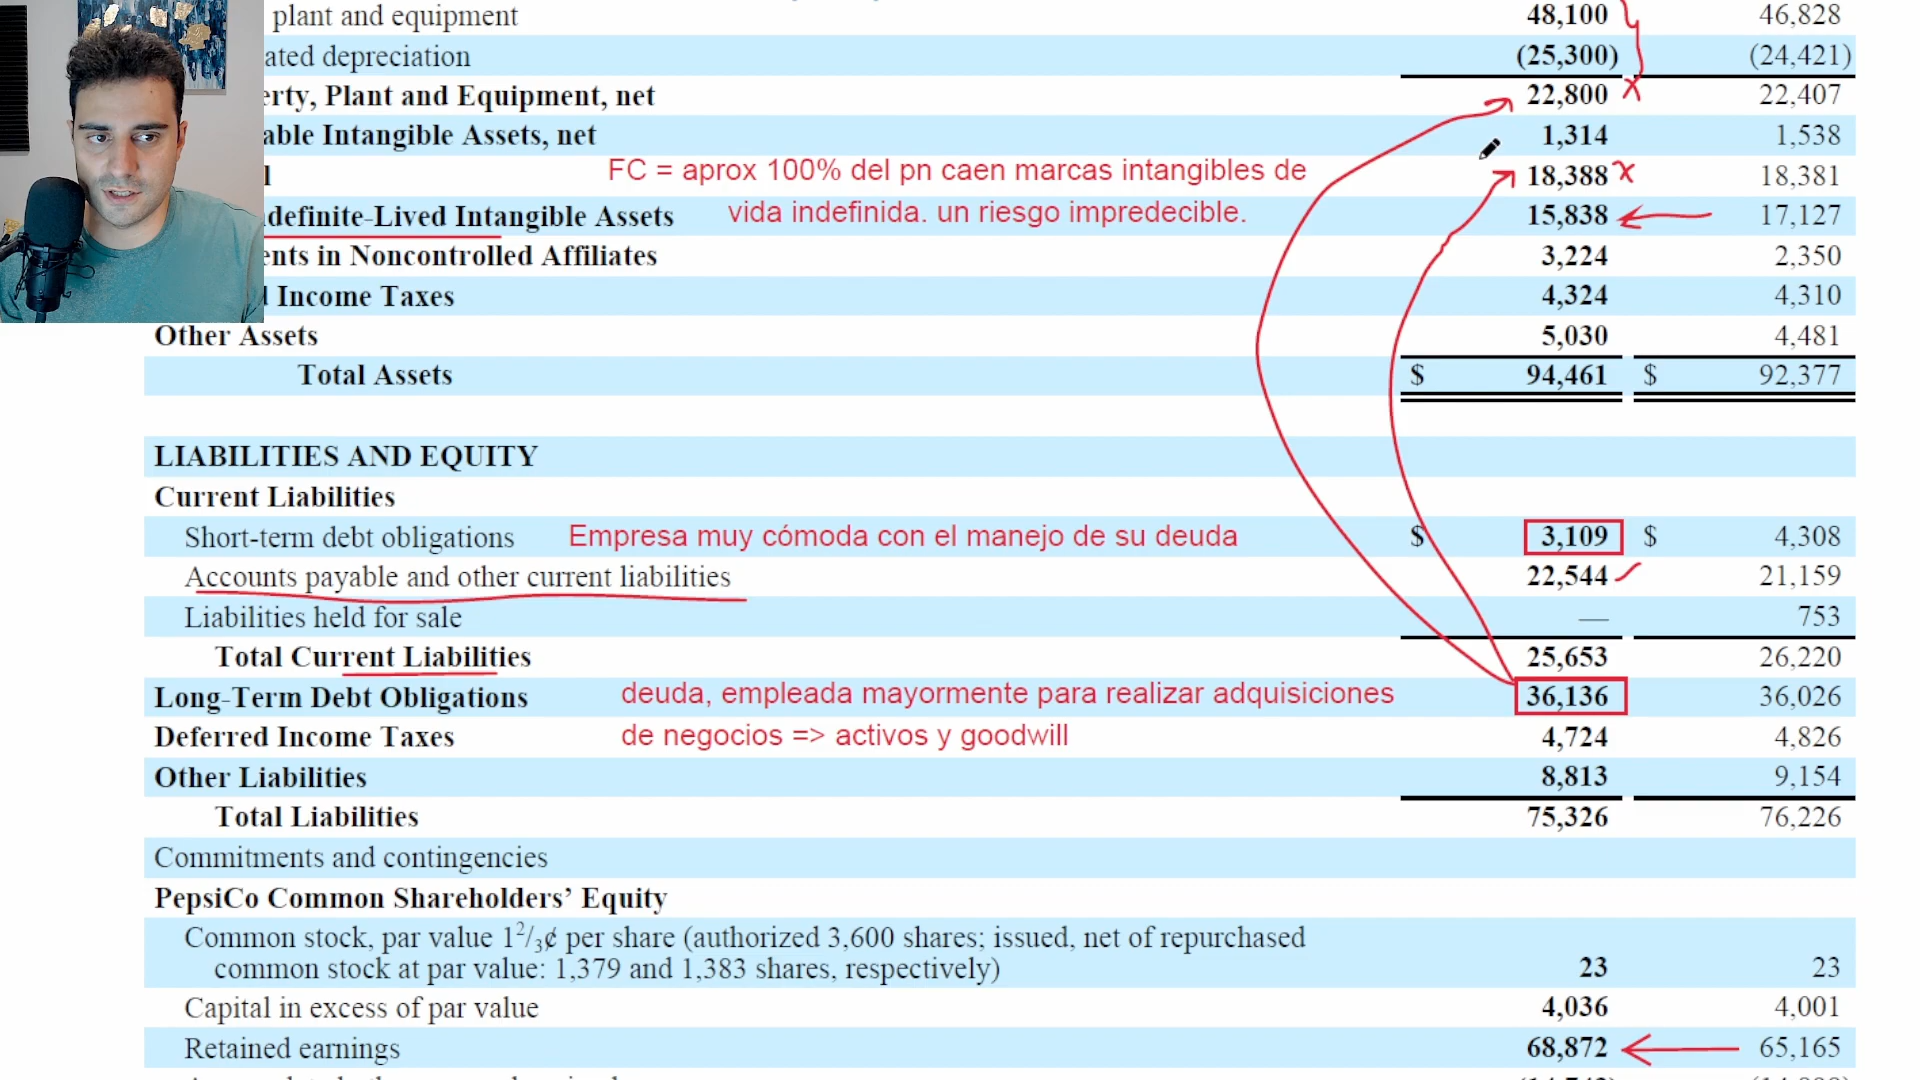 plant and equipment 48,100 46,828
ated depreciation (25,300) (24,421)
erty, Plant and Equipment, net 22,800 x 22,407
able Intangible Assets, net 1,314 1,538
l FC = aprox 100% del pn caen marcas intangibles de 18,388 x 18,381
definite-Lived Intangible Assets vida indefinida. un riesgo impredecible. 15,838 17,127
ents in Noncontrolled Affiliates 3,224 2,350
d Income Taxes 4,324 4,310
Other Assets 5,030 4,481
Total Assets $ 94,461 $ 92,377
LIABILITIES AND EQUITY
Current Liabilities
Short-term debt obligations Empresa muy cómoda con el manejo de su deuda $ 3,109 $ 4,308
Accounts payable and other current liabilities 22,544 21,159
Liabilities held for sale — 753
Total Current Liabilities 25,653 26,220
Long-Term Debt Obligations deuda, empleada mayormente para realizar adquisiciones 36,136 36,026
Deferred Income Taxes de negocios => activos y goodwill 4,724 4,826
Other Liabilities 8,813 9,154
Total Liabilities 75,326 76,226
Commitments and contingencies
PepsiCo Common Shareholders’ Equity
Common stock, par value 1 2/3¢ per share (authorized 3,600 shares; issued, net of repurchased
common stock at par value: 1,379 and 1,383 shares, respectively) 23 23
Capital in excess of par value 4,036 4,001
Retained earnings 68,872 65,165